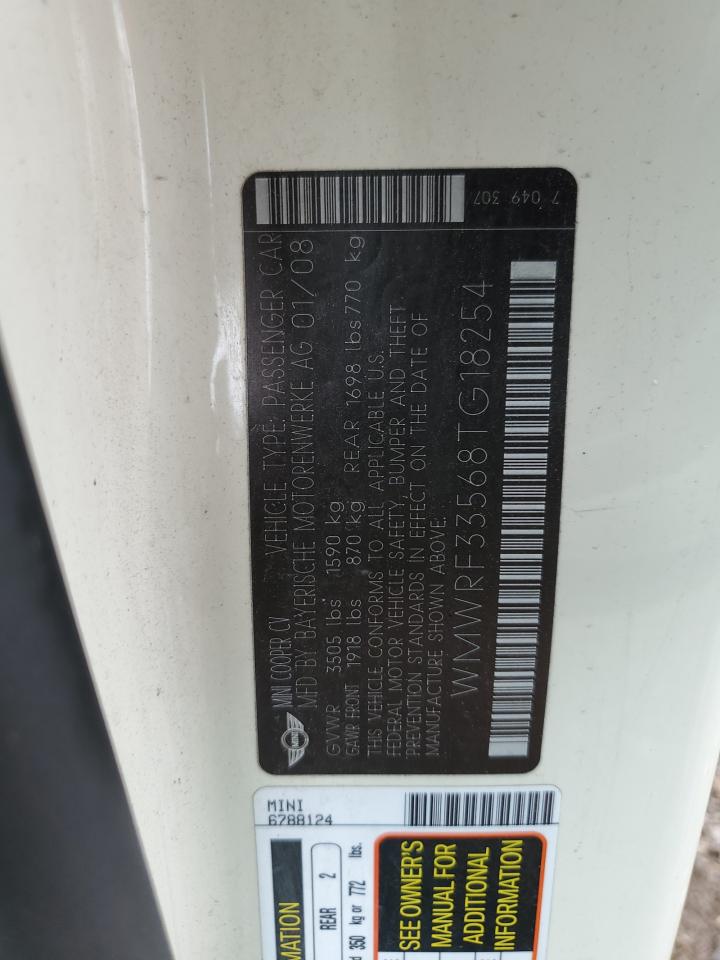 MINI COOPER CV VEHICLE TYPE: PASSENGER CAR
MFD BY BAYERISCHE MOTORENWERKE AG 01/08
GVWR 3505 lbs 1590 kg
GAWR FRONT 1918 lbs 870 kg REAR 1698 lbs 770 kg
THIS VEHICLE CONFORMS TO ALL APPLICABLE U.S.
FEDERAL MOTOR VEHICLE SAFETY, BUMPER AND THEFT
PREVENTION STANDARDS IN EFFECT ON THE DATE OF
MANUFACTURE SHOWN ABOVE:
WMWRF33568TG18254
7 049 307
MINI
MINI
6788124
MATION
REAR 2
350 kg or 772 lbs.
SEE OWNER'S
MANUAL FOR
ADDITIONAL
INFORMATION